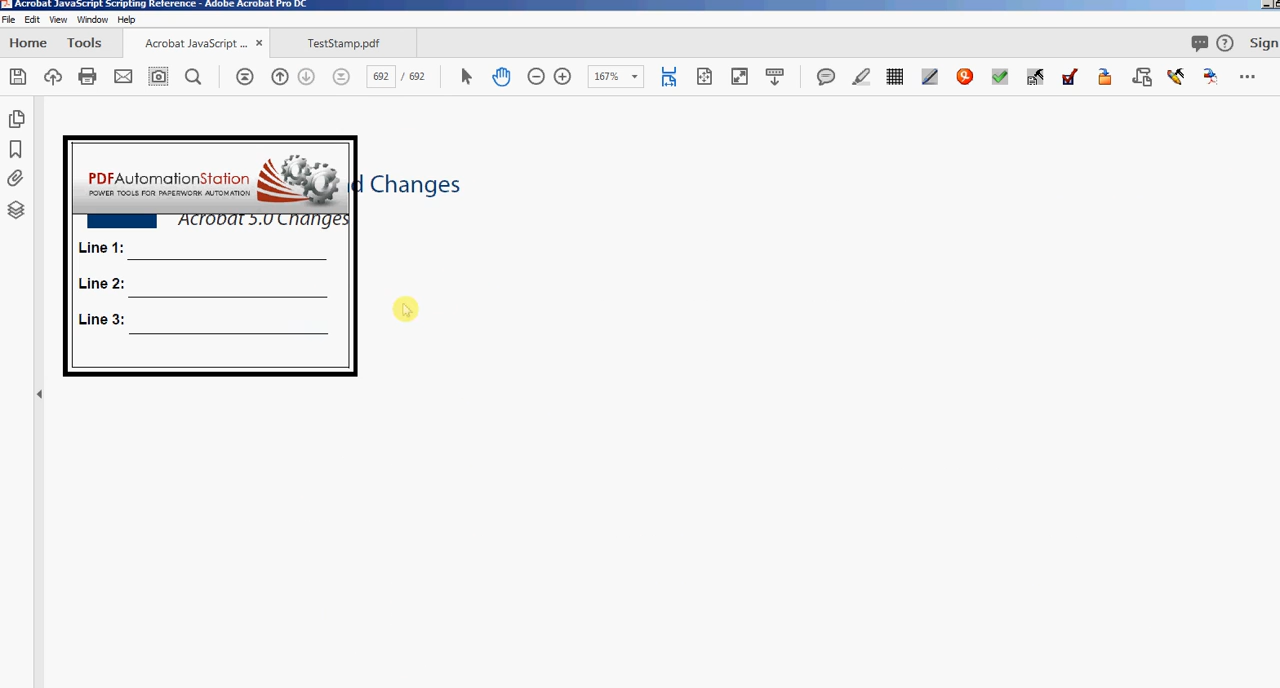 Acrobat JavaScript Scripting Reference - Adobe Acrobat Pro DC
File Edit View Window Help
Home Tools Acrobat JavaScript ... × TestStamp.pdf Sign
692 / 692 167%
PDFAutomationStation
POWER TOOLS FOR PAPERWORK AUTOMATION
d Changes
Acrobat 5.0 Changes
Line 1:
Line 2:
Line 3: